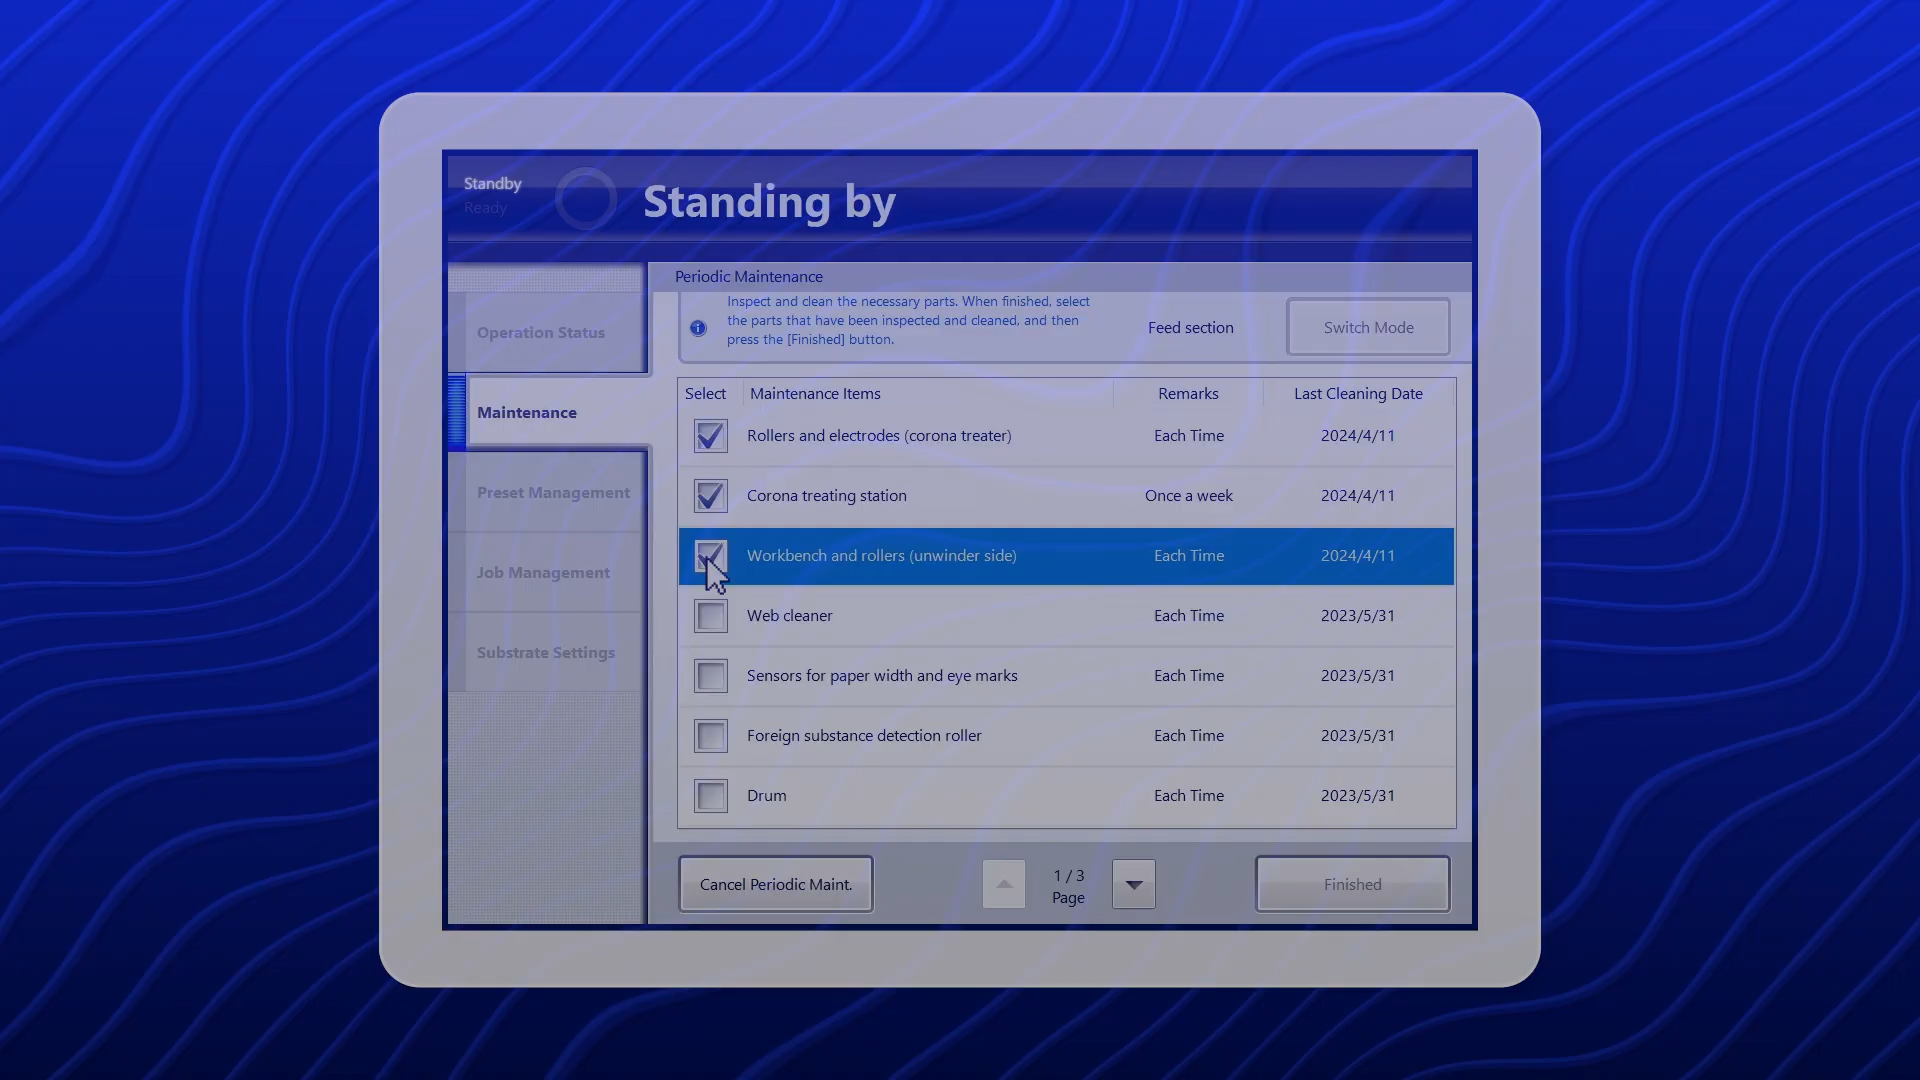 Standby
Ready
Standing by
Operation Status
Maintenance
Preset Management
Job Management
Substrate Settings
Periodic Maintenance
Inspect and clean the necessary parts. When finished, select
the parts that have been inspected and cleaned, and then
press the [Finished] button.
Feed section
Switch Mode
Select Maintenance Items Remarks Last Cleaning Date
Rollers and electrodes (corona treater) Each Time 2024/4/11
Corona treating station Once a week 2024/4/11
Workbench and rollers (unwinder side) Each Time 2024/4/11
Web cleaner Each Time 2023/5/31
Sensors for paper width and eye marks Each Time 2023/5/31
Foreign substance detection roller Each Time 2023/5/31
Drum Each Time 2023/5/31
Cancel Periodic Maint.
1 / 3
Page
Finished